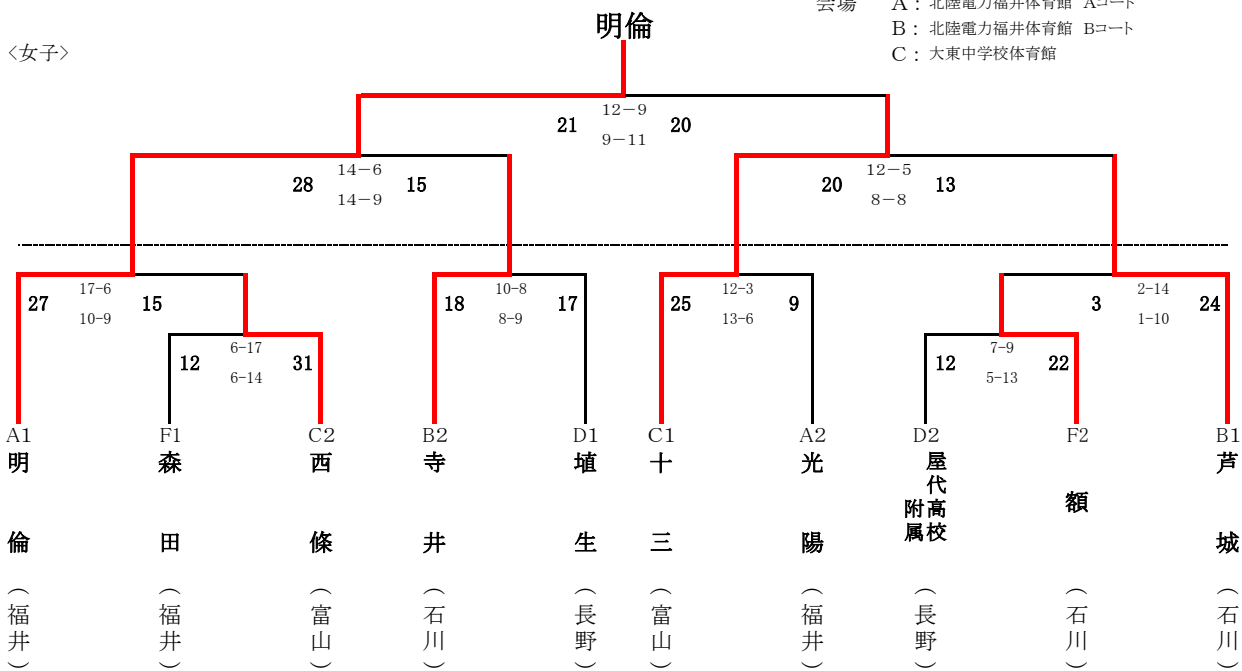 会場 A：北陸電力福井体育館 Aコート
明倫
B：北陸電力福井体育館 Bコート
〈女子〉
C：大東中学校体育館
12－9
21 20
9－11
14－6 12－5
28 15 20 13
14－9 8－8
17-6 10-8 12-3 2-14
27 15 18 17 25 9 3 24
10-9 8-9 13-6 1-10
6-17 7-9
12 31 12 22
6-14 5-13
A1 F1 C2 B2 D1 C1 A2 D2 F2 B1
明倫
（福井）
森田
（福井）
西條
（富山）
寺井
（石川）
埴生
（長野）
十三
（富山）
光陽
（福井）
屋代高校
附属
（長野）
額
（石川）
芦城
（石川）